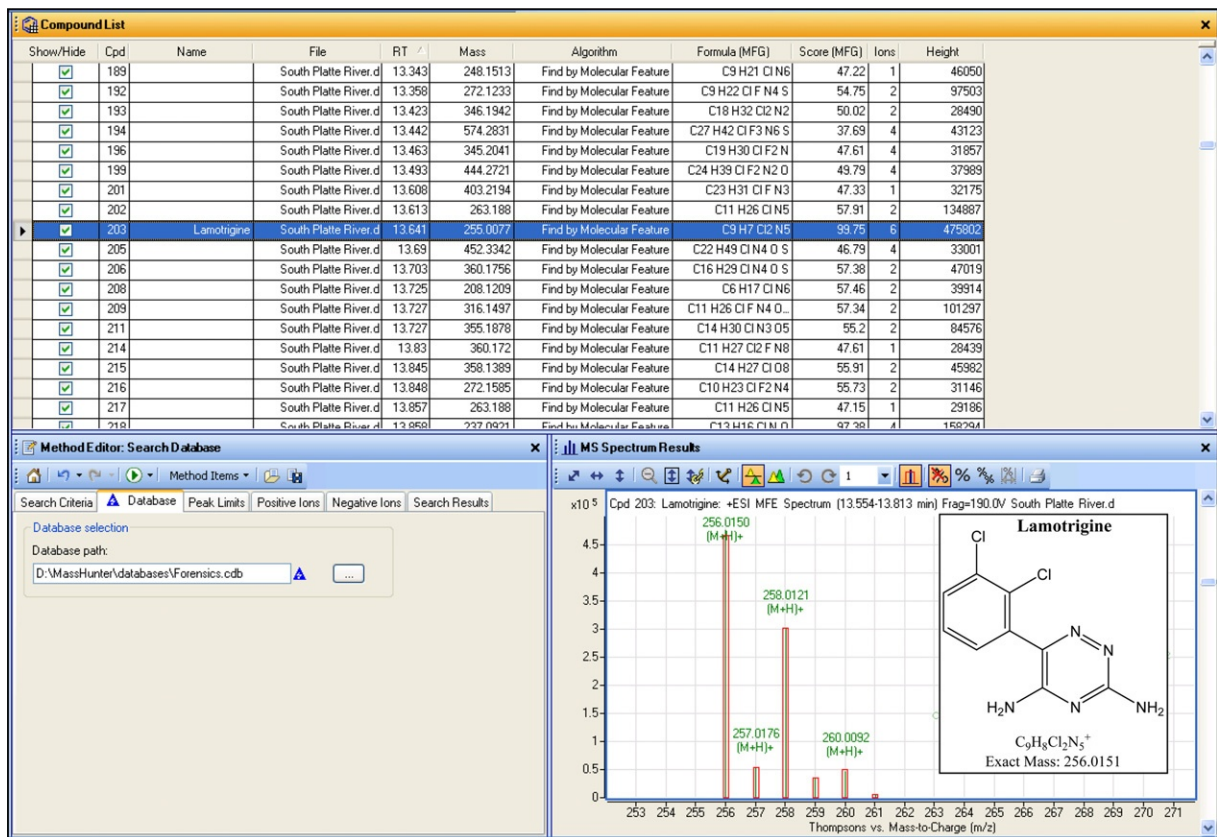 Compound List
Show/Hide Cpd Name File RT Mass Algorithm Formula (MFG) Score (MFG) Ions Height
189 South Platte River.d 13.343 248.1513 Find by Molecular Feature C9 H21 Cl N6 47.22 1 46050
192 South Platte River.d 13.358 272.1233 Find by Molecular Feature C9 H22 Cl F N4 S 54.75 2 97503
193 South Platte River.d 13.423 346.1942 Find by Molecular Feature C18 H32 Cl2 N2 50.02 2 28490
194 South Platte River.d 13.442 574.2831 Find by Molecular Feature C27 H42 Cl F3 N6 S 37.69 4 43123
196 South Platte River.d 13.463 345.2041 Find by Molecular Feature C19 H30 Cl F2 N 47.61 4 31857
199 South Platte River.d 13.493 444.2721 Find by Molecular Feature C24 H39 Cl F2 N2 O 49.79 4 37989
201 South Platte River.d 13.608 403.2194 Find by Molecular Feature C23 H31 Cl F N3 47.33 1 32175
202 South Platte River.d 13.613 263.188 Find by Molecular Feature C11 H26 Cl N5 57.91 2 134887
203 Lamotrigine South Platte River.d 13.641 255.0077 Find by Molecular Feature C9 H7 Cl2 N5 99.75 6 475802
205 South Platte River.d 13.69 452.3342 Find by Molecular Feature C22 H49 Cl N4 O S 46.79 4 33001
206 South Platte River.d 13.703 360.1756 Find by Molecular Feature C16 H29 Cl N4 O S 57.38 2 47019
208 South Platte River.d 13.725 208.1209 Find by Molecular Feature C6 H17 Cl N6 57.46 2 39914
209 South Platte River.d 13.727 316.1497 Find by Molecular Feature C11 H26 Cl F N4 O... 57.34 2 101297
211 South Platte River.d 13.727 355.1878 Find by Molecular Feature C14 H30 Cl N3 O5 55.2 2 84576
214 South Platte River.d 13.83 360.172 Find by Molecular Feature C11 H27 Cl2 F N8 47.61 1 28439
215 South Platte River.d 13.845 358.1389 Find by Molecular Feature C14 H27 Cl O8 55.91 2 45982
216 South Platte River.d 13.848 272.1585 Find by Molecular Feature C10 H23 Cl F2 N4 55.73 2 31146
217 South Platte River.d 13.857 263.188 Find by Molecular Feature C11 H26 Cl N5 47.15 1 29186
218 South Platte River.d 13.858 237.0921 Find by Molecular Feature C13 H16 Cl N O 97.38 4 158294
Method Editor: Search Database
Method Items
Search Criteria Database Peak Limits Positive Ions Negative Ions Search Results
Database selection
Database path:
D:\MassHunter\databases\Forensics.cdb ...
MS Spectrum Results
1
x10 5 Cpd 203: Lamotrigine: +ESI MFE Spectrum (13.554-13.813 min) Frag=190.0V South Platte River.d
256.0150
(M+H)+
258.0121
(M+H)+
257.0176
(M+H)+
260.0092
(M+H)+
4.5
4
3.5
3
2.5
2
1.5
1
0.5
0
Lamotrigine
Cl
Cl
N
N
H2N
N
NH2
C9H8Cl2N5+
Exact Mass: 256.0151
253 254 255 256 257 258 259 260 261 262 263 264 265 266 267 268 269 270 271
Thompsons vs. Mass-to-Charge (m/z)